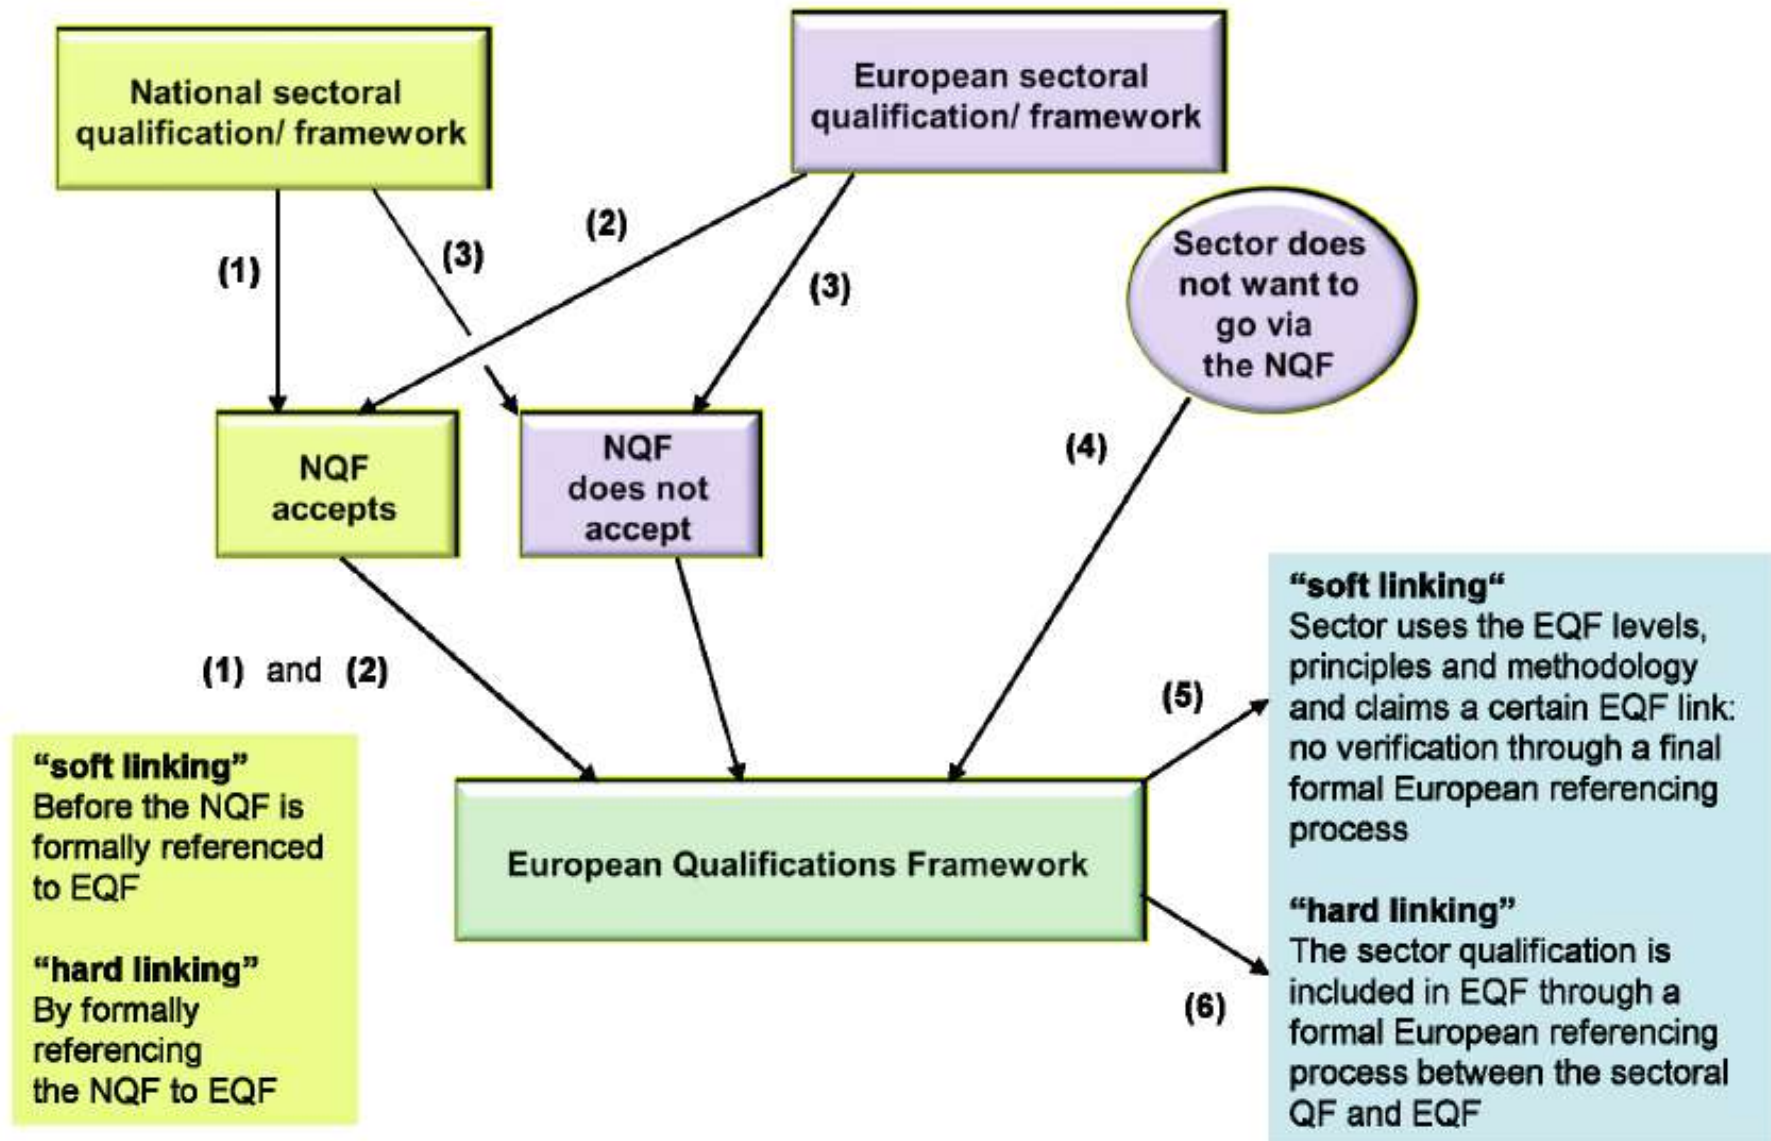 National sectoral
qualification/ framework
European sectoral
qualification/ framework
(1)
(3)
(2)
(3)
Sector does
not want to
go via
the NQF
(4)
NQF
accepts
NQF
does not
accept
(1) and (2)
“soft linking”
Before the NQF is
formally referenced
to EQF
“hard linking”
By formally
referencing
the NQF to EQF
European Qualifications Framework
(5)
(6)
“soft linking“
Sector uses the EQF levels,
principles and methodology
and claims a certain EQF link:
no verification through a final
formal European referencing
process
“hard linking”
The sector qualification is
included in EQF through a
formal European referencing
process between the sectoral
QF and EQF